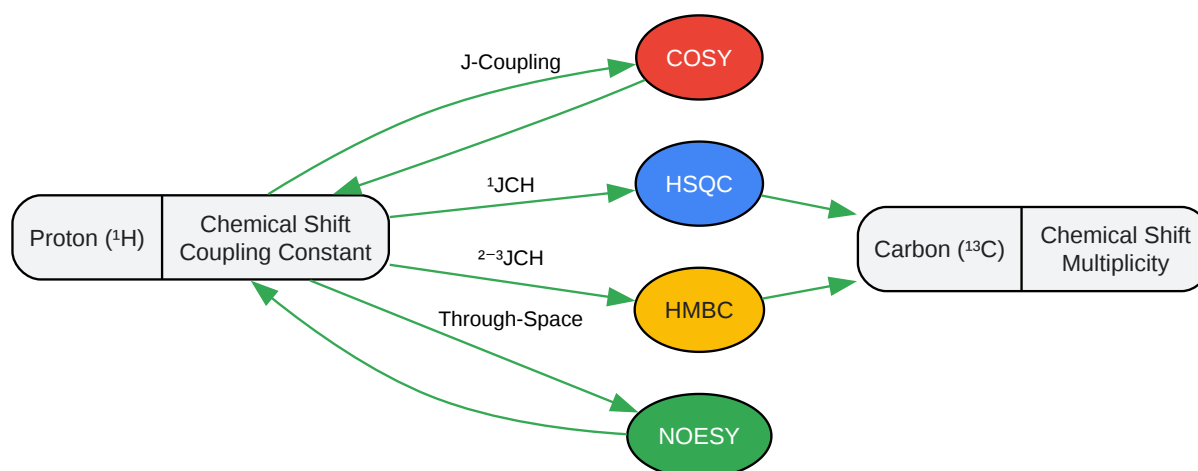 COSY
J-Coupling
¹JCH
HSQC
Proton (¹H)
Chemical Shift
Coupling Constant
Carbon (¹³C)
Chemical Shift
Multiplicity
²⁻³JCH
HMBC
Through-Space
NOESY